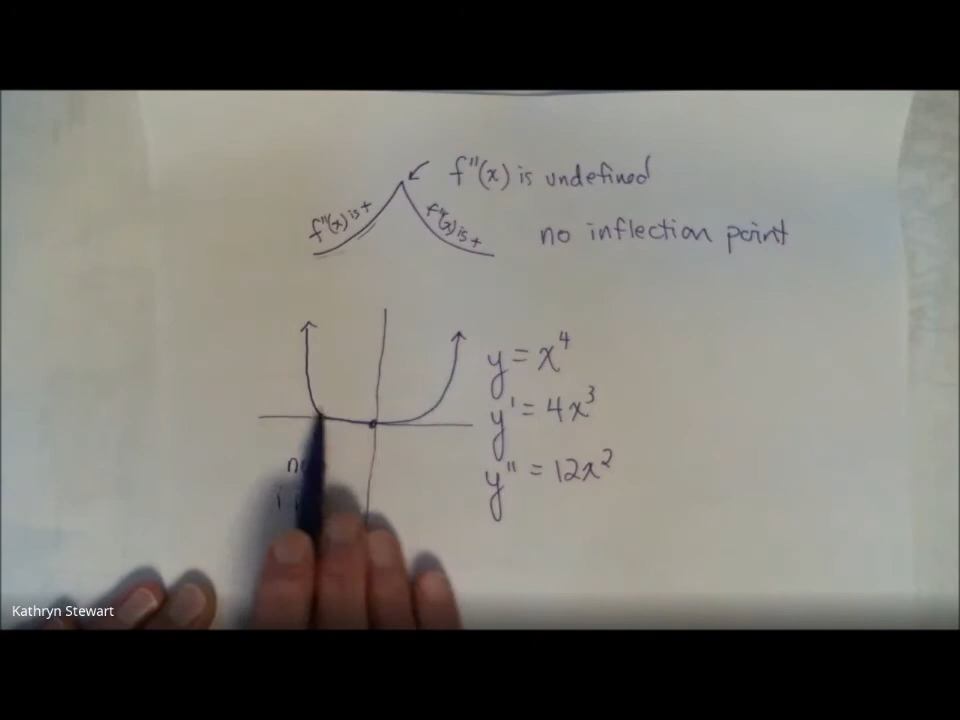 f"(x) is undefined
f"(x) is +
f"(x) is +
no inflection point
y = x⁴
y' = 4x³
y" = 12x²
Kathryn Stewart